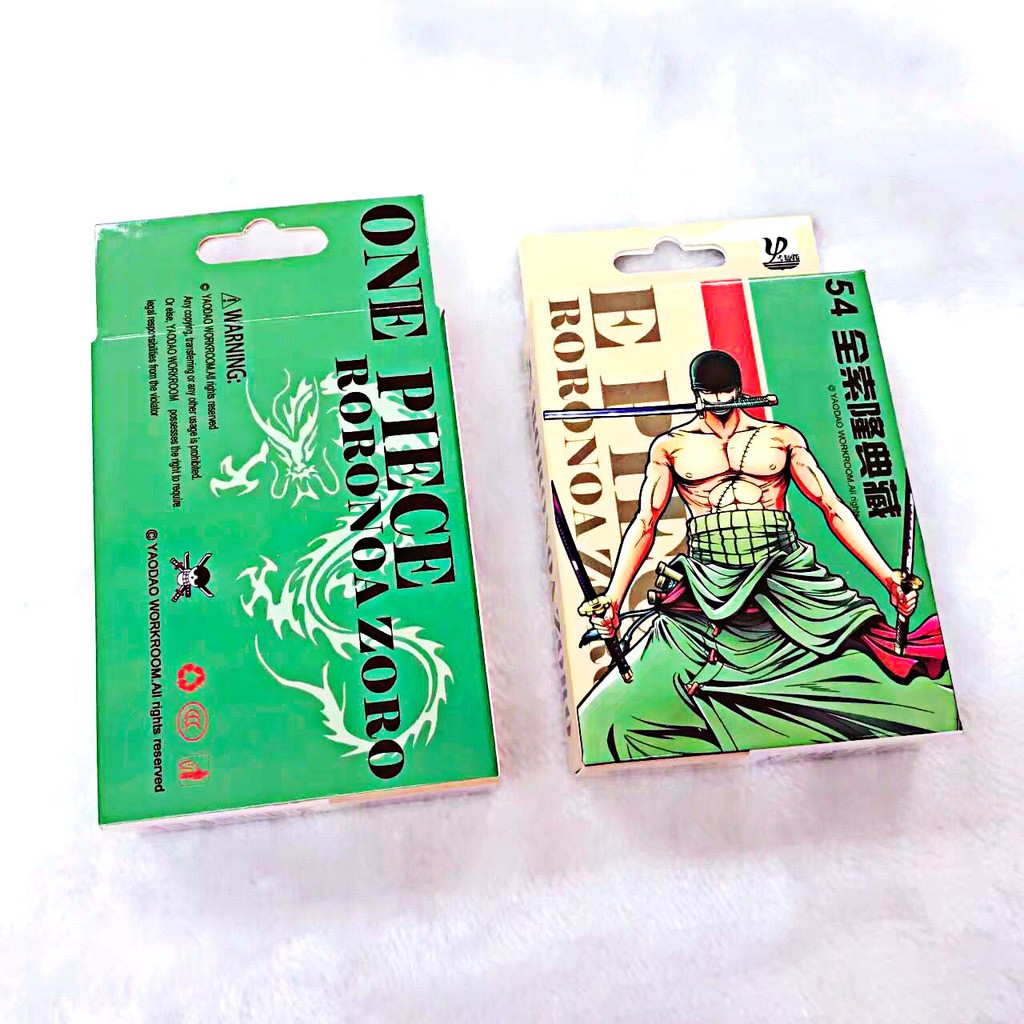 ONE PIECE
RORONOA ZORO
⚠WARNING:
© YAODAO WORKROOM.All rights reserved
Any copying, transferring or any other usage is prohibited.
Or else, YAODAO WORKROOM possesses the right to require
legal responsibilities from the violator
© YAODAO WORKROOM.All rights reserved
54 全索隆典藏
© YAODAO WORKROOM.All rights
E PIEC
RORONOA ZO